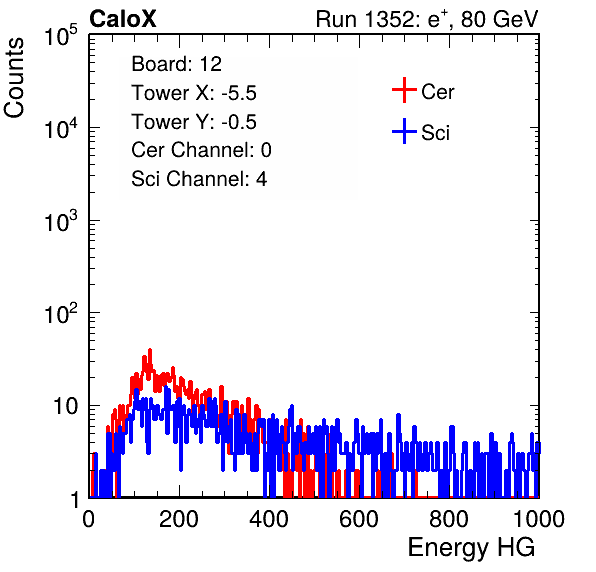 CaloX
Run 1352: e+, 80 GeV
Counts
Board: 12
Tower X: -5.5
Tower Y: -0.5
Cer Channel: 0
Sci Channel: 4
Cer
Sci
10^5
10^4
10^3
10^2
10
1
0 200 400 600 800 1000
Energy HG